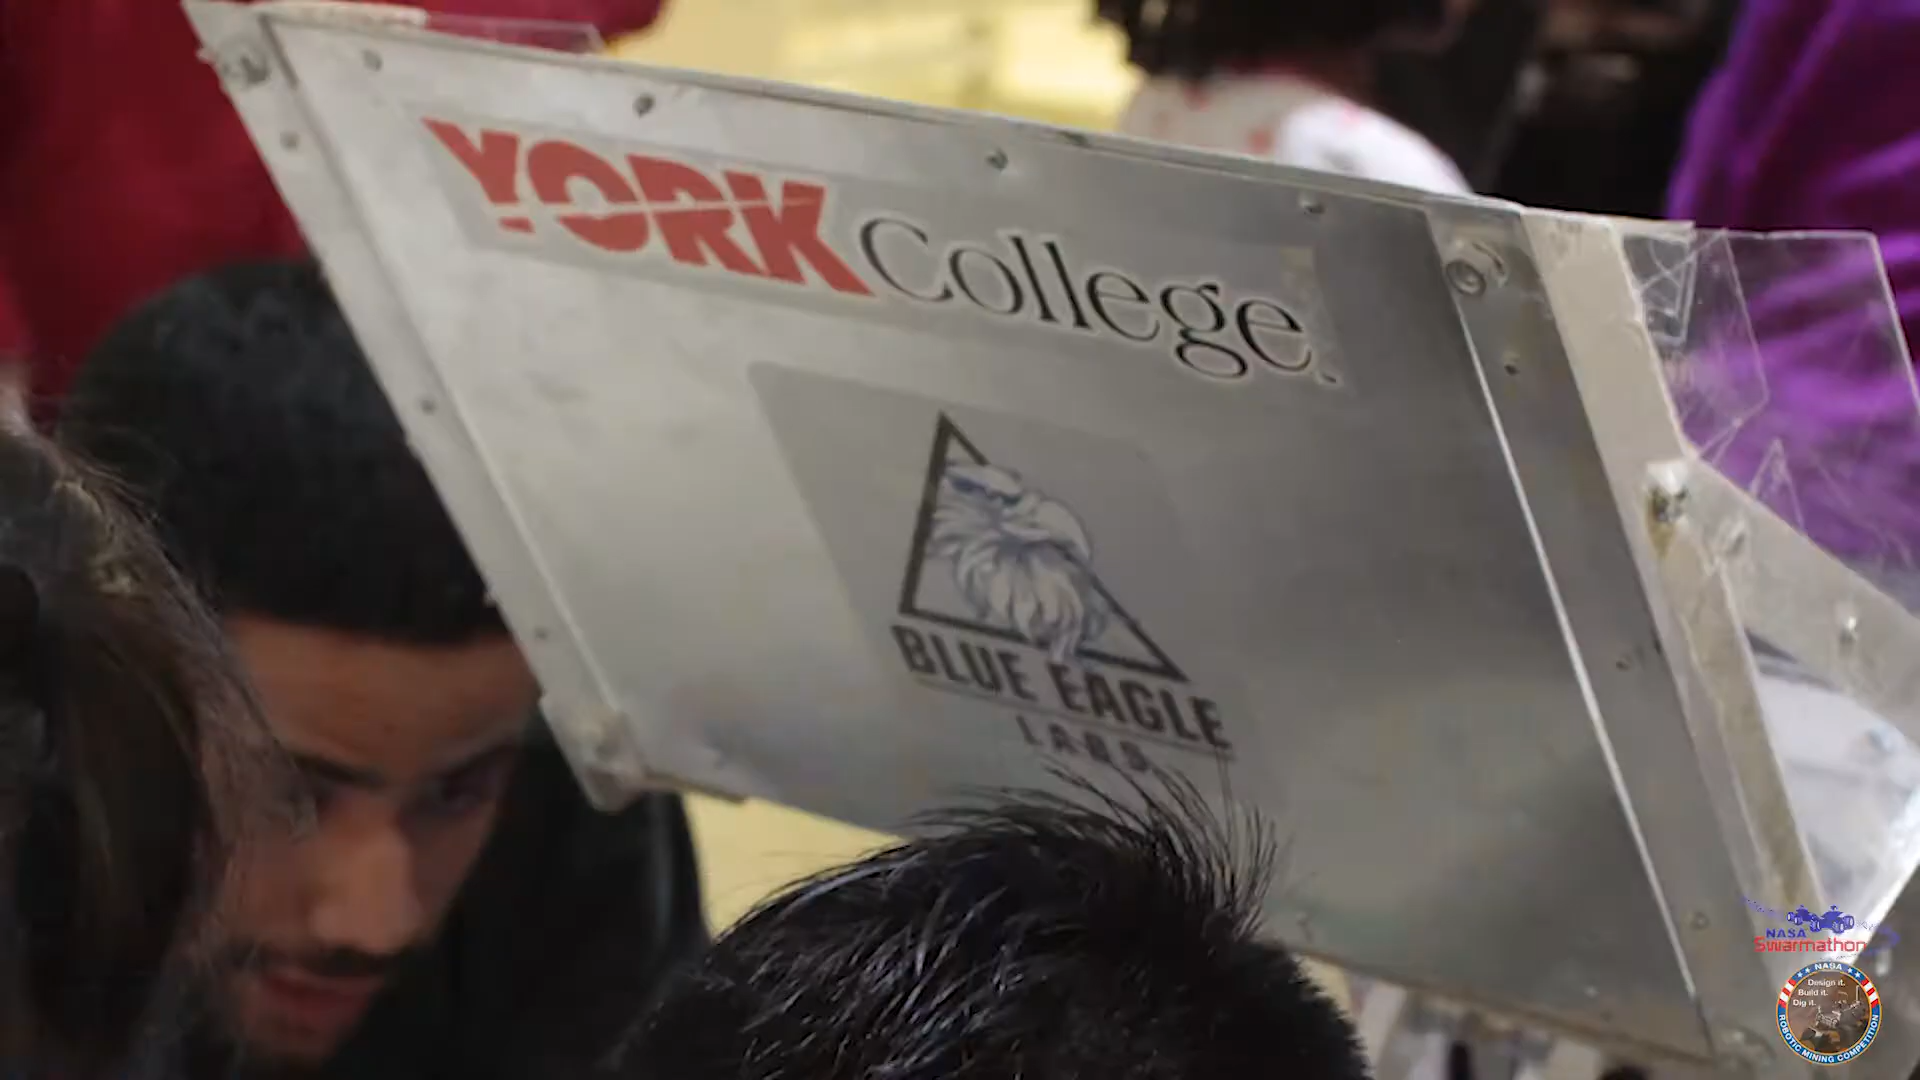 YORK College
BLUE EAGLE
LABS
NASA
Swarmathon
NASA
Design it.
Build it.
Dig it.
ROBOTIC MINING COMPETITION